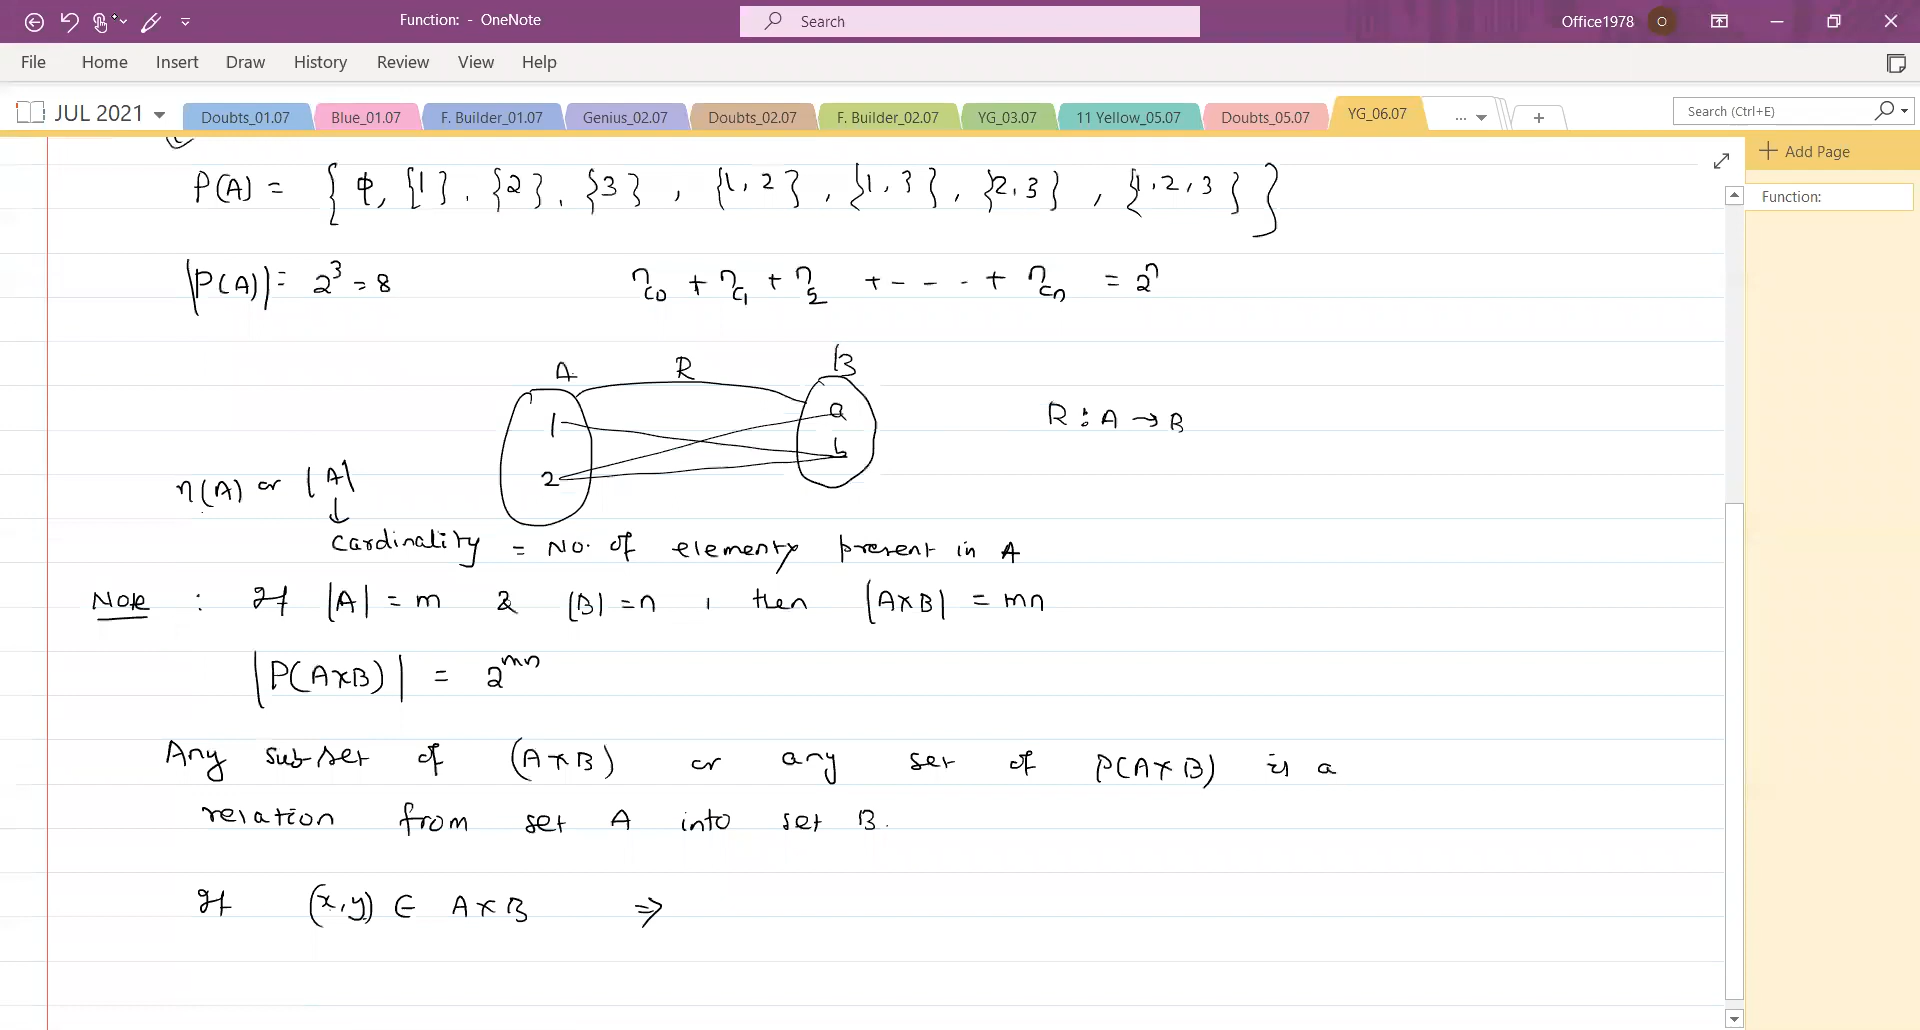 Function: - OneNote
Search
Office1978
O
File Home Insert Draw History Review View Help
JUL 2021
Doubts_01.07 Blue_01.07 F. Builder_01.07 Genius_02.07 Doubts_02.07 F. Builder_02.07 YG_03.07 11 Yellow_05.07 Doubts_05.07 YG_06.07 ... +
Search (Ctrl+E)
+ Add Page
Function:
P(A) = { φ, {1}, {2}, {3}, {1,2}, {1,3}, {2,3}, {1,2,3} }
|P(A)| = 2³ = 8 ⁿC₀ + ⁿC₁ + ⁿC₂ + - - - + ⁿCₙ = 2ⁿ
A R B
1 a
2 b
R : A → B
n(A) or |A|
↓
Cardinality = No. of elements present in A
Note : If |A| = m & |B| = n , then |A×B| = mn
|P(A×B)| = 2ᵐⁿ
Any subset of (A×B) or any set of P(A×B) is a
relation from set A into set B.
If (x,y) ∈ A×B ⇒